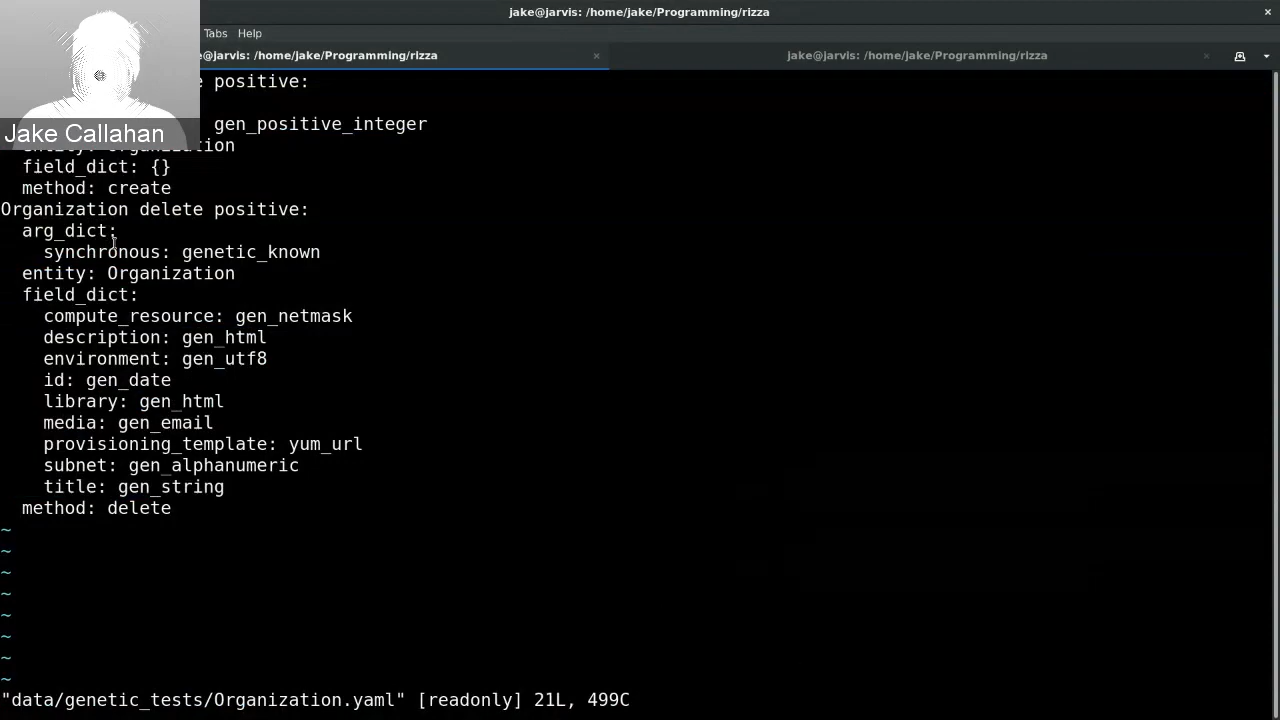 jake@jarvis: /home/jake/Programming/rizza
Tabs Help
e@jarvis: /home/jake/Programming/rizza
jake@jarvis: /home/jake/Programming/rizza
Jake Callahan
e positive:
gen_positive_integer
entity: Organization
field_dict: {}
method: create
Organization delete positive:
arg_dict:
synchronous: genetic_known
entity: Organization
field_dict:
compute_resource: gen_netmask
description: gen_html
environment: gen_utf8
id: gen_date
library: gen_html
media: gen_email
provisioning_template: yum_url
subnet: gen_alphanumeric
title: gen_string
method: delete
~
~
~
~
~
~
~
~
"data/genetic_tests/Organization.yaml" [readonly] 21L, 499C